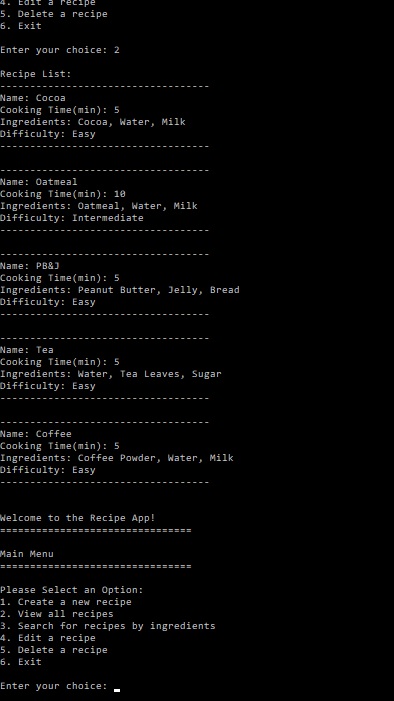 4. Edit a recipe
5. Delete a recipe
6. Exit
Enter your choice: 2
Recipe List:
-----------------------------------
Name: Cocoa
Cooking Time(min): 5
Ingredients: Cocoa, Water, Milk
Difficulty: Easy
-----------------------------------
-----------------------------------
Name: Oatmeal
Cooking Time(min): 10
Ingredients: Oatmeal, Water, Milk
Difficulty: Intermediate
-----------------------------------
-----------------------------------
Name: PB&J
Cooking Time(min): 5
Ingredients: Peanut Butter, Jelly, Bread
Difficulty: Easy
-----------------------------------
-----------------------------------
Name: Tea
Cooking Time(min): 5
Ingredients: Water, Tea Leaves, Sugar
Difficulty: Easy
-----------------------------------
-----------------------------------
Name: Coffee
Cooking Time(min): 5
Ingredients: Coffee Powder, Water, Milk
Difficulty: Easy
-----------------------------------
Welcome to the Recipe App!
================================
Main Menu
================================
Please Select an Option:
1. Create a new recipe
2. View all recipes
3. Search for recipes by ingredients
4. Edit a recipe
5. Delete a recipe
6. Exit
Enter your choice: